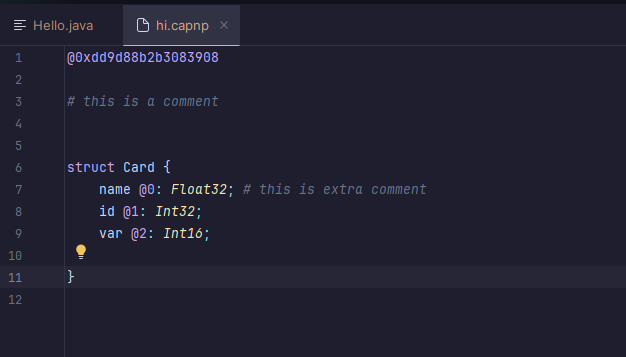 Hello.java
hi.capnp
1 @0xdd9d88b2b3083908
2
3 # this is a comment
4
5
6 struct Card {
7 name @0: Float32; # this is extra comment
8 id @1: Int32;
9 var @2: Int16;
10
11 }
12